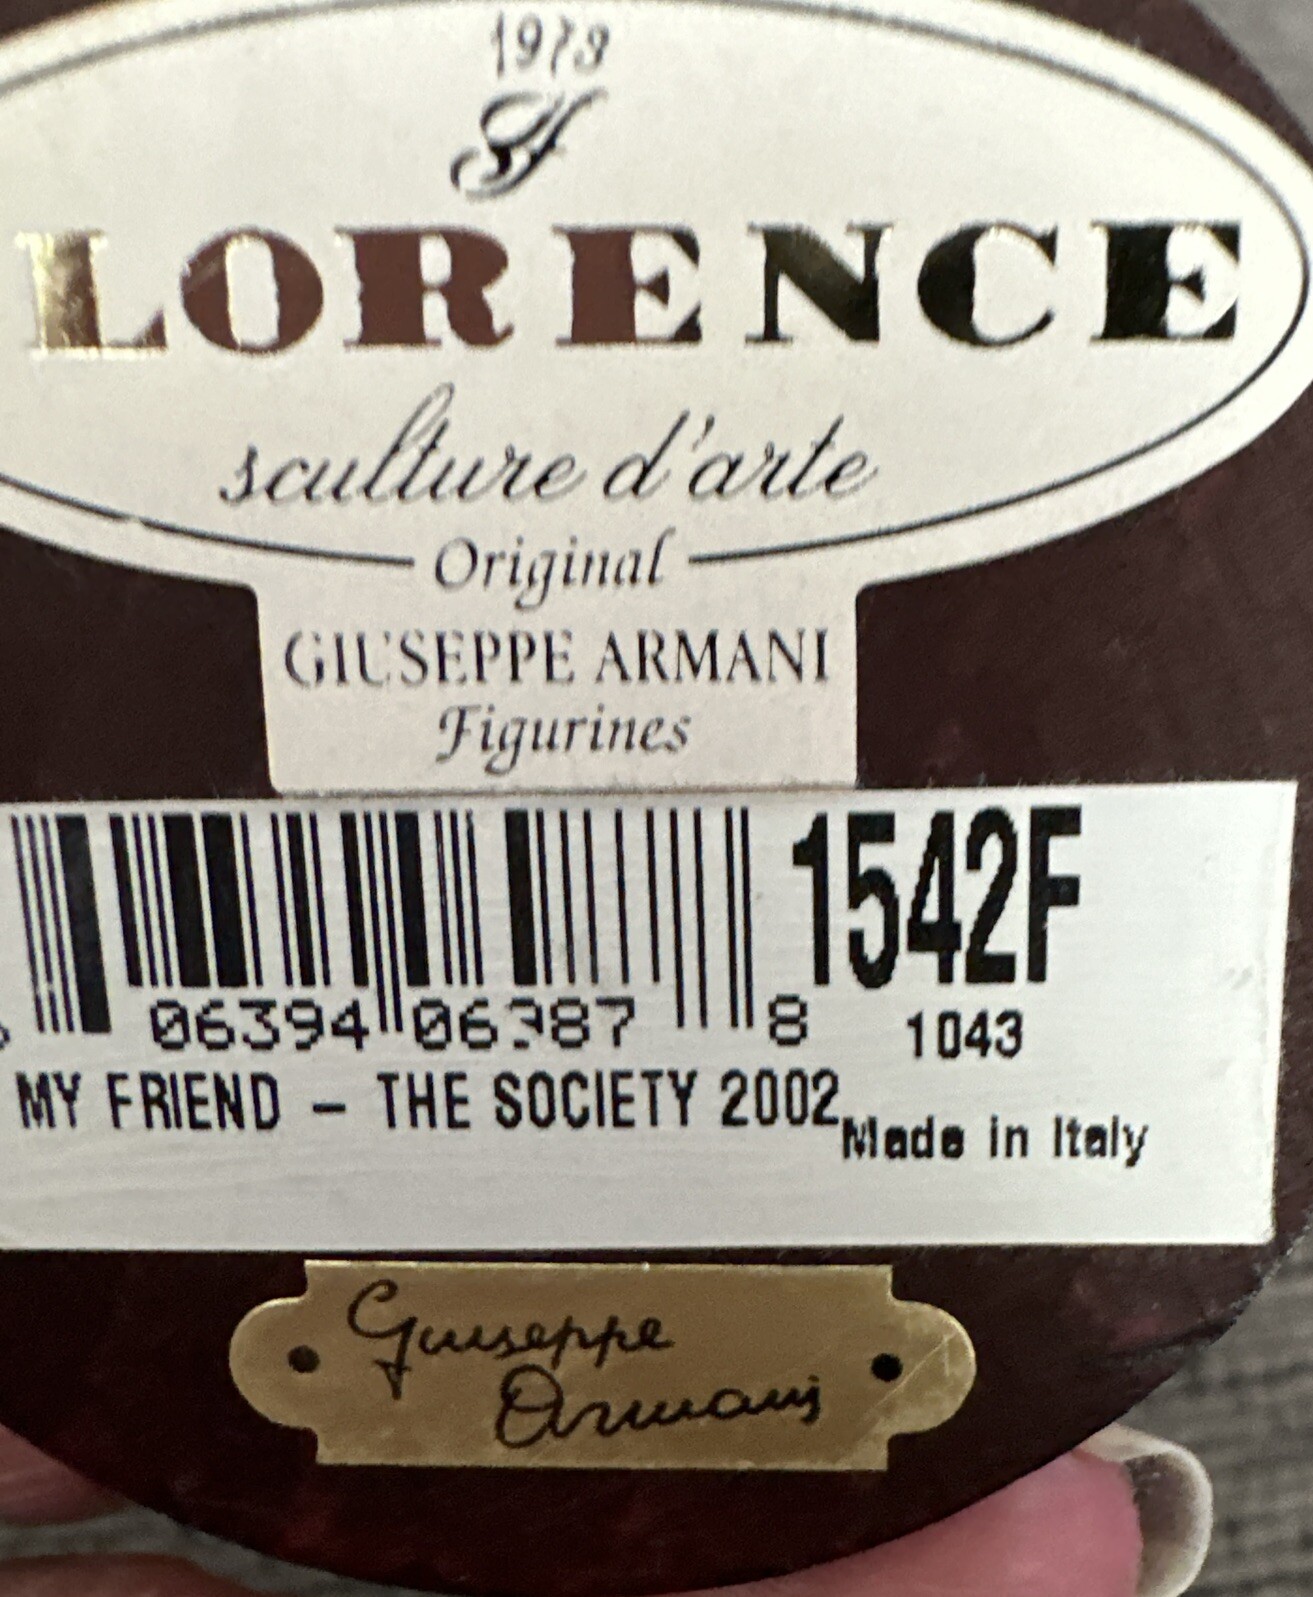 1973
LORENCE
sculture d'arte
Original
GIUSEPPE ARMANI
Figurines
1542F
06394 06387 8
1043
MY FRIEND – THE SOCIETY 2002
Made in Italy
Giuseppe
Armani